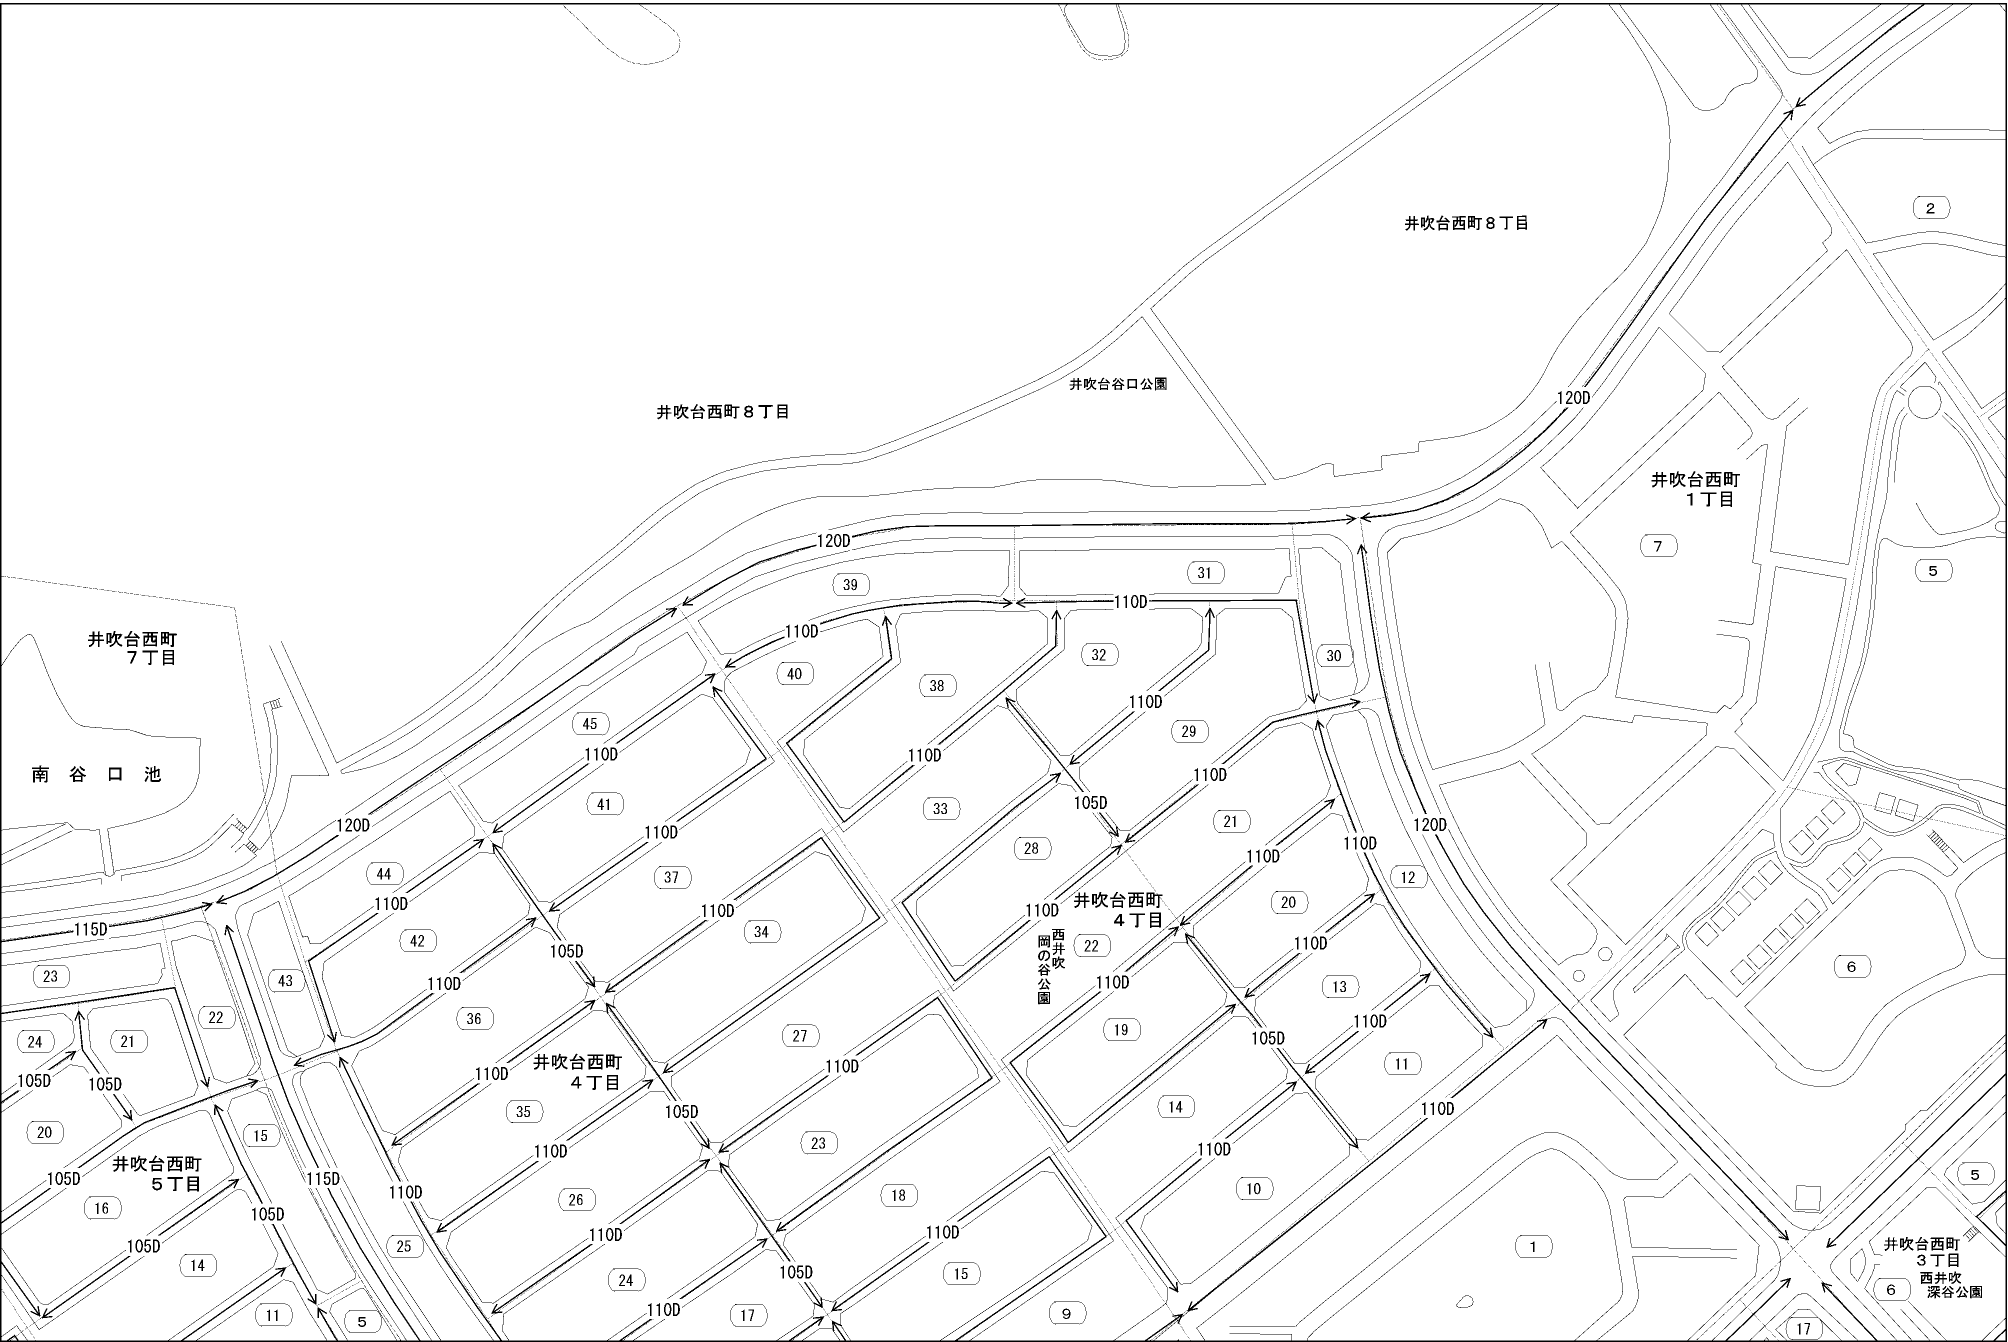 井吹台西町８丁目
2
井吹台谷口公園
井吹台西町８丁目
120D
井吹台西町
１丁目
7
5
120D
39
31
110D
110D
井吹台西町
７丁目
40
32
30
38
110D
45
110D
29
110D
南谷口池
110D
41
33
105D
120D
110D
21
120D
110D
28
110D
110D
44
37
12
110D
110D
井吹台西町
４丁目
20
42
34
110D
115D
105D
西井吹
岡の谷公園
22
110D
6
23
43
110D
110D
13
22
36
19
110D
24
21
27
105D
11
井吹台西町
４丁目
110D
110D
105D
105D
35
105D
14
110D
20
15
23
110D
井吹台西町
５丁目
110D
105D
115D
110D
26
18
10
5
16
105D
110D
110D
105D
25
1
井吹台西町
３丁目
14
24
105D
15
西井吹
深谷公園
6
11
5
110D
17
9
17